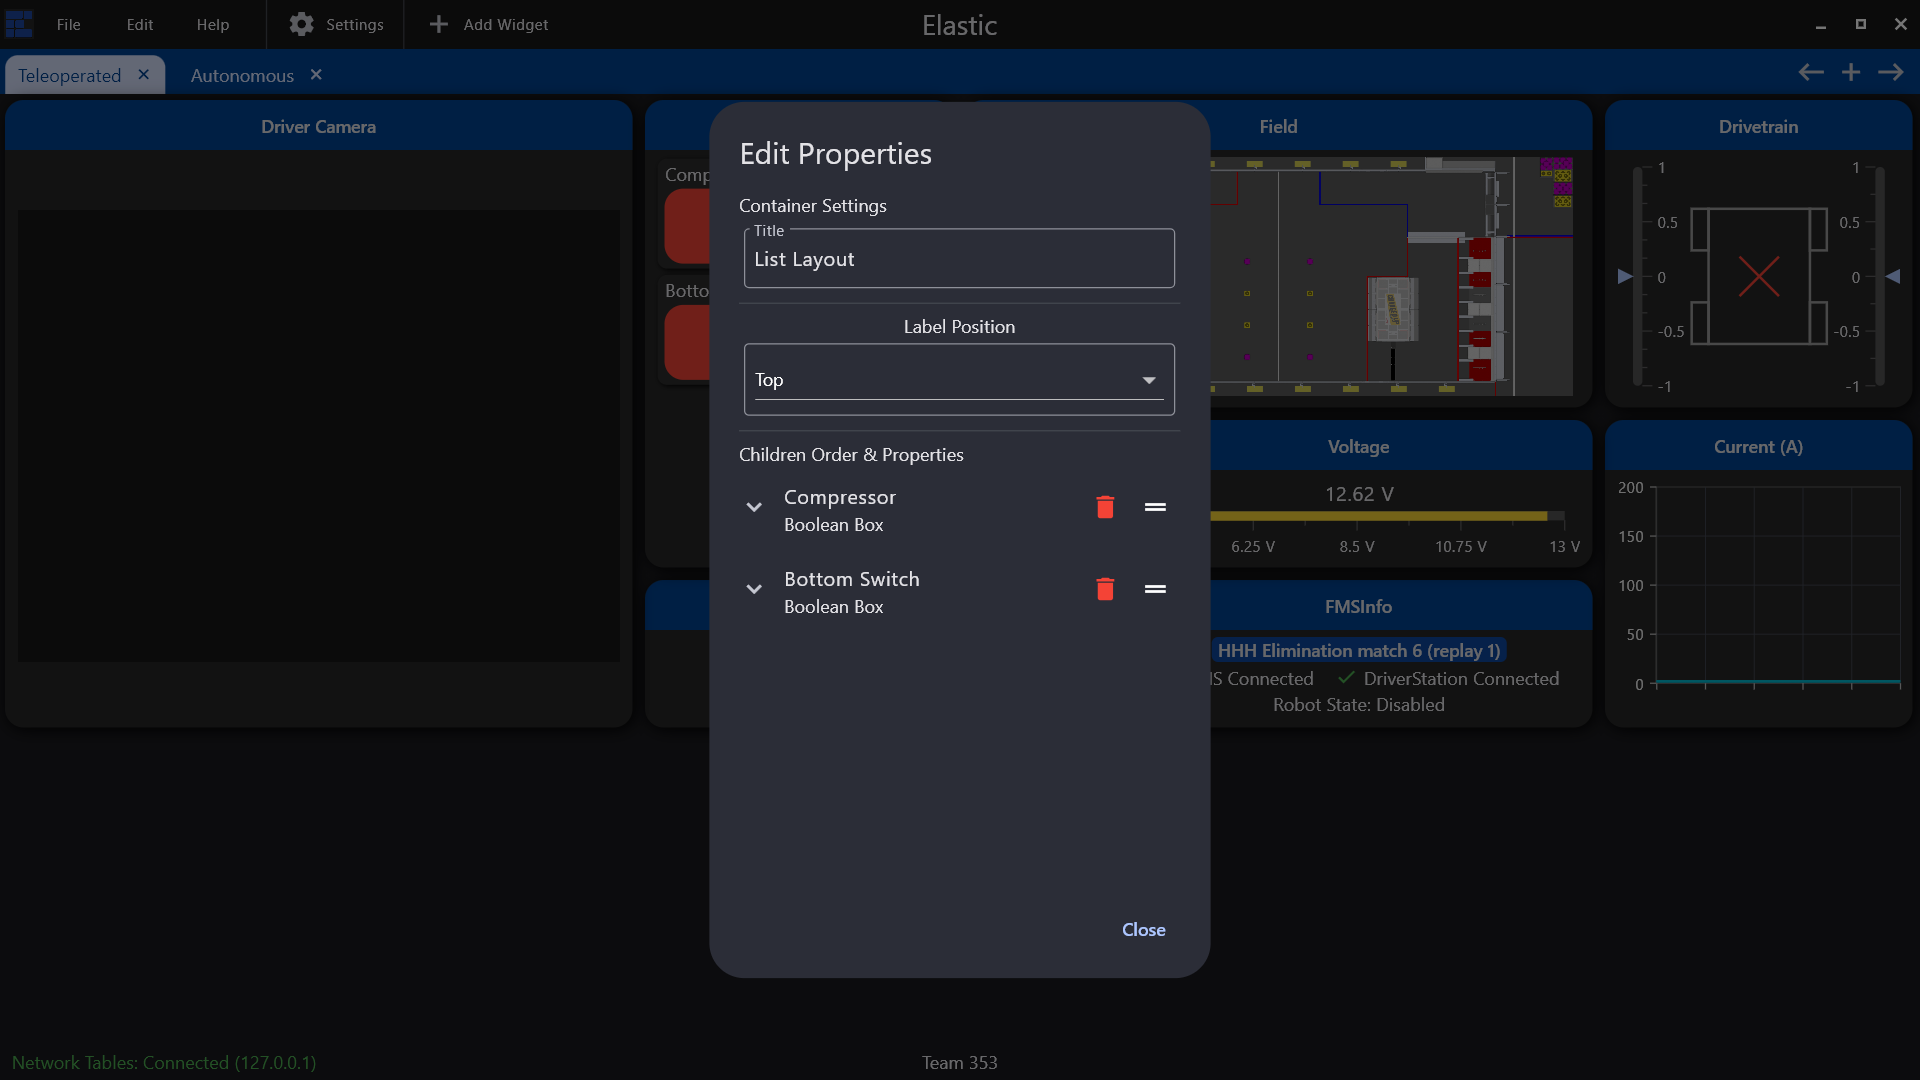 File
Edit
Help
Settings
Add Widget
Elastic
Teleoperated
Autonomous
Driver Camera
Field
Drivetrain
Edit Properties
Container Settings
Title
List Layout
Label Position
Top
Children Order & Properties
Compressor
Boolean Box
Bottom Switch
Boolean Box
Close
Comp
Botto
1
0.5
0
-0.5
-1
1
0.5
0
-0.5
-1
Voltage
12.62 V
6.25 V
8.5 V
10.75 V
13 V
Current (A)
200
150
100
50
0
FMSInfo
HHH Elimination match 6 (replay 1)
IS Connected
DriverStation Connected
Robot State: Disabled
Network Tables: Connected (127.0.0.1)
Team 353